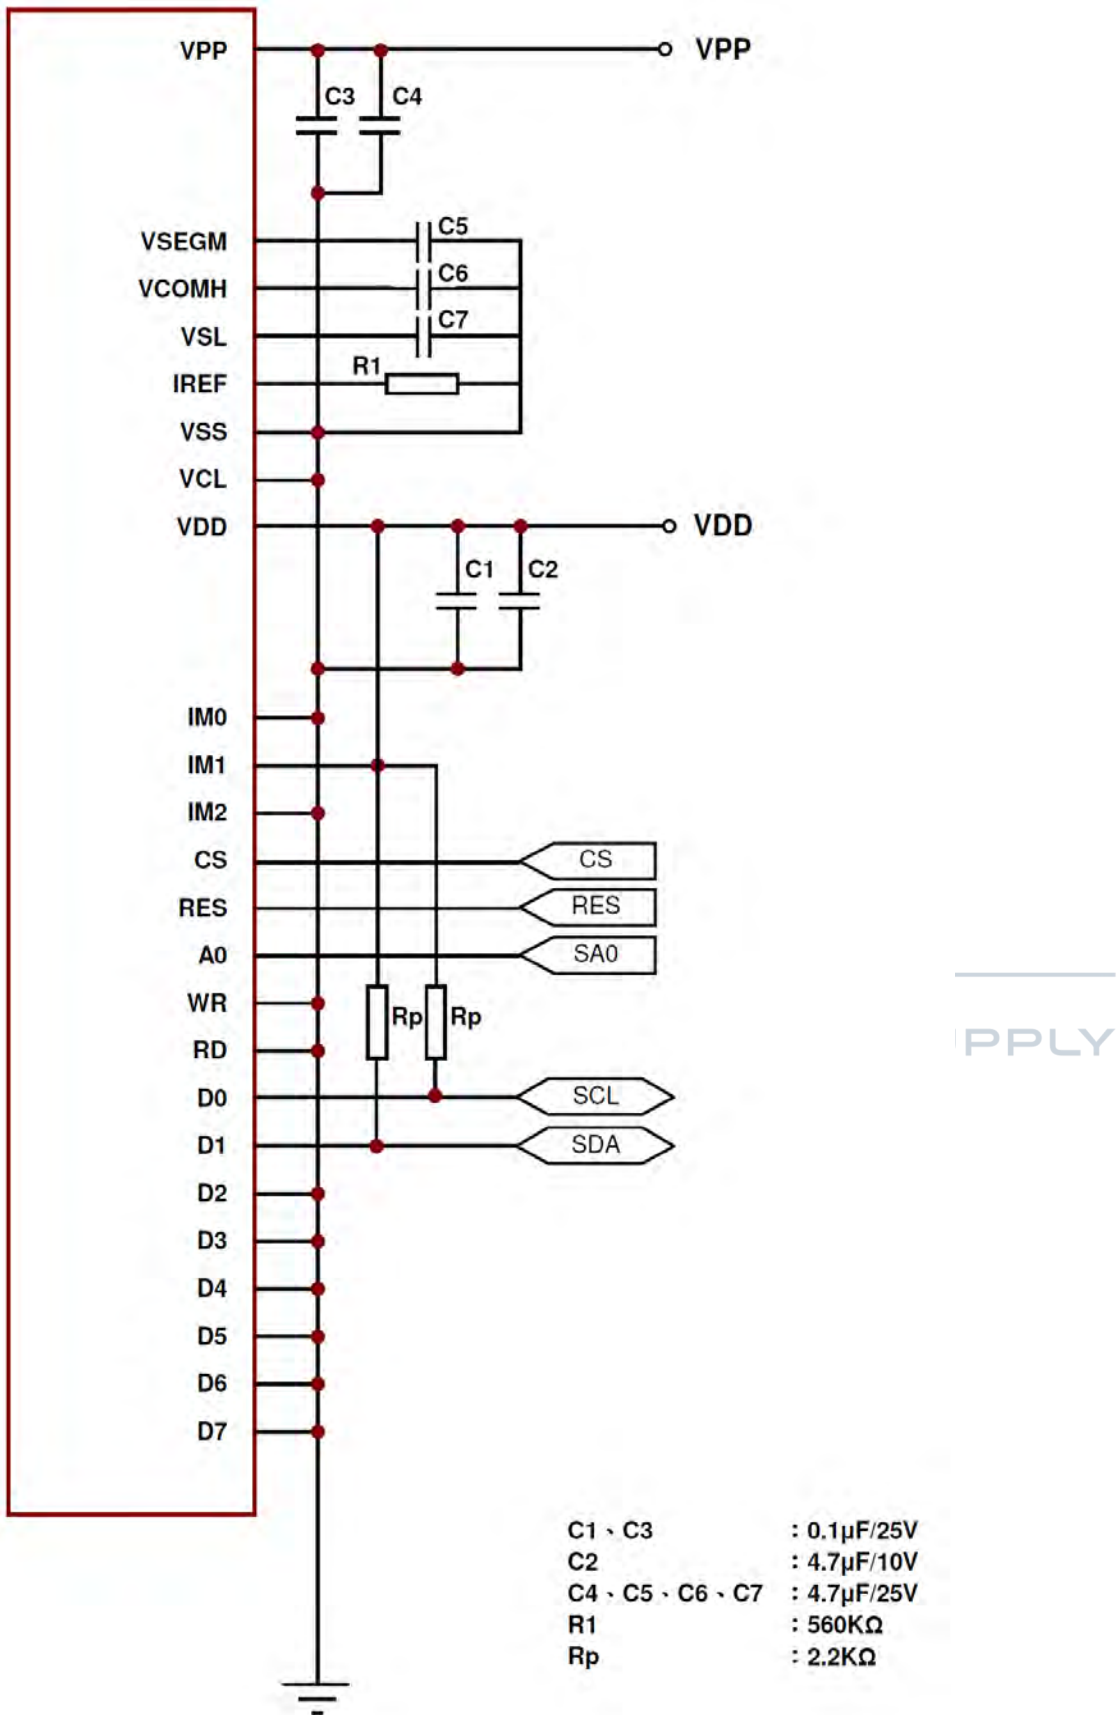 VPP VPP
C3 C4
VSEGM C5
VCOMH C6
VSL C7
IREF R1
VSS
VCL
VDD VDD
C1 C2
IM0
IM1
IM2
CS CS
RES RES
A0 SA0
WR
Rp Rp
RD
PPLY
D0 SCL
D1 SDA
D2
D3
D4
D5
D6
D7
C1、C3 : 0.1µF/25V
C2 : 4.7µF/10V
C4、C5、C6、C7 : 4.7µF/25V
R1 : 560KΩ
Rp : 2.2KΩ